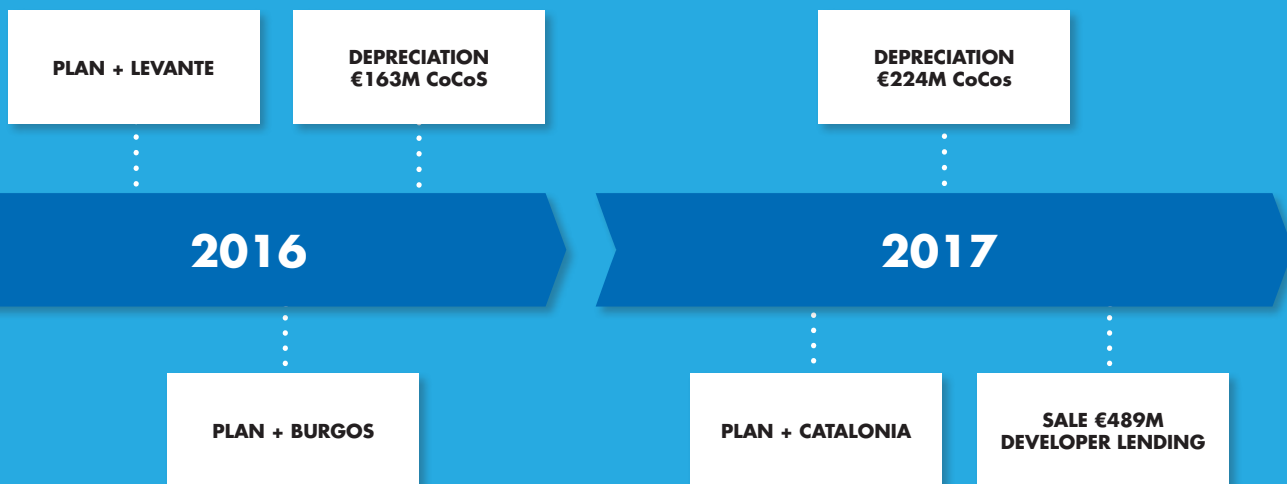 PLAN + LEVANTE
DEPRECIATION
€163M CoCoS
DEPRECIATION
€224M CoCos
2016
2017
PLAN + BURGOS
PLAN + CATALONIA
SALE €489M
DEVELOPER LENDING